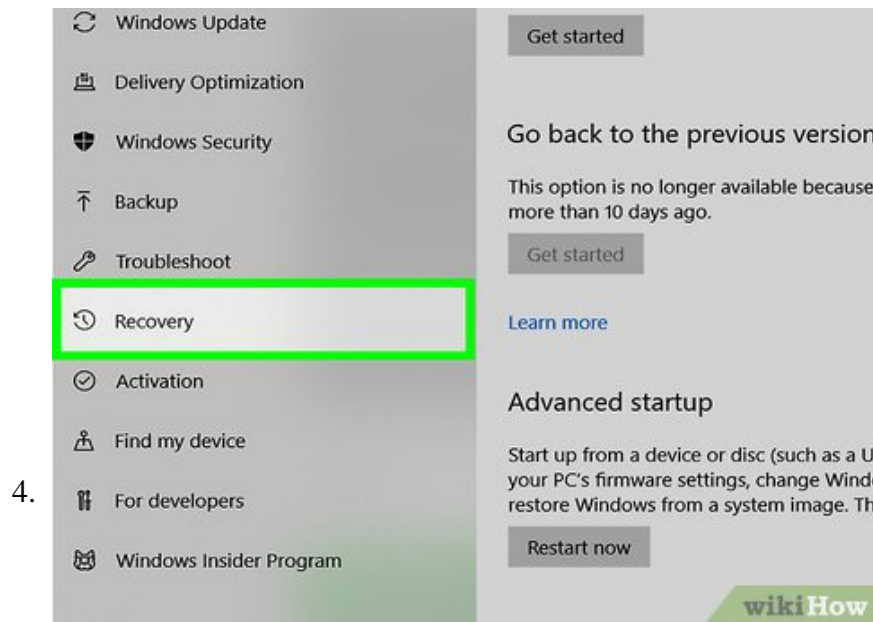 Windows Update
Delivery Optimization
Windows Security
Backup
Troubleshoot
Recovery
Activation
Find my device
4.
For developers
Windows Insider Program
Get started
Go back to the previous version
This option is no longer available because
more than 10 days ago.
Get started
Learn more
Advanced startup
Start up from a device or disc (such as a U
your PC's firmware settings, change Wind
restore Windows from a system image. Th
Restart now
wikiHow